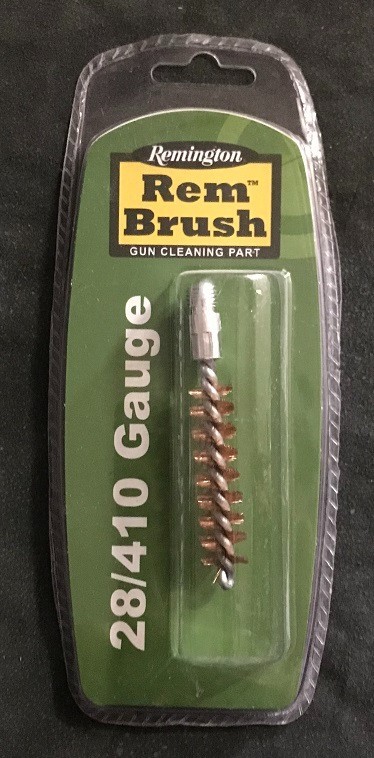 Remington
Rem™
Brush
GUN CLEANING PART
28/410 Gauge